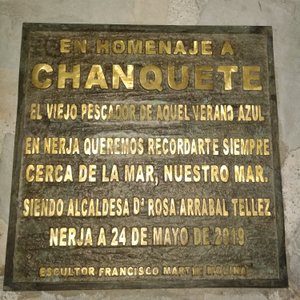 EN HOMENAJE A
CHANQUETE
EL VIEJO PESCADOR DE AQUEL VERANO AZUL
EN NERJA QUEREMOS RECORDARTE SIEMPRE
CERCA DE LA MAR, NUESTRO MAR.
SIENDO ALCALDESA Dª ROSA ARRABAL TELLEZ
NERJA A 24 DE MAYO DE 2019
ESCULTOR FRANCISCO MARTIN MOLINA